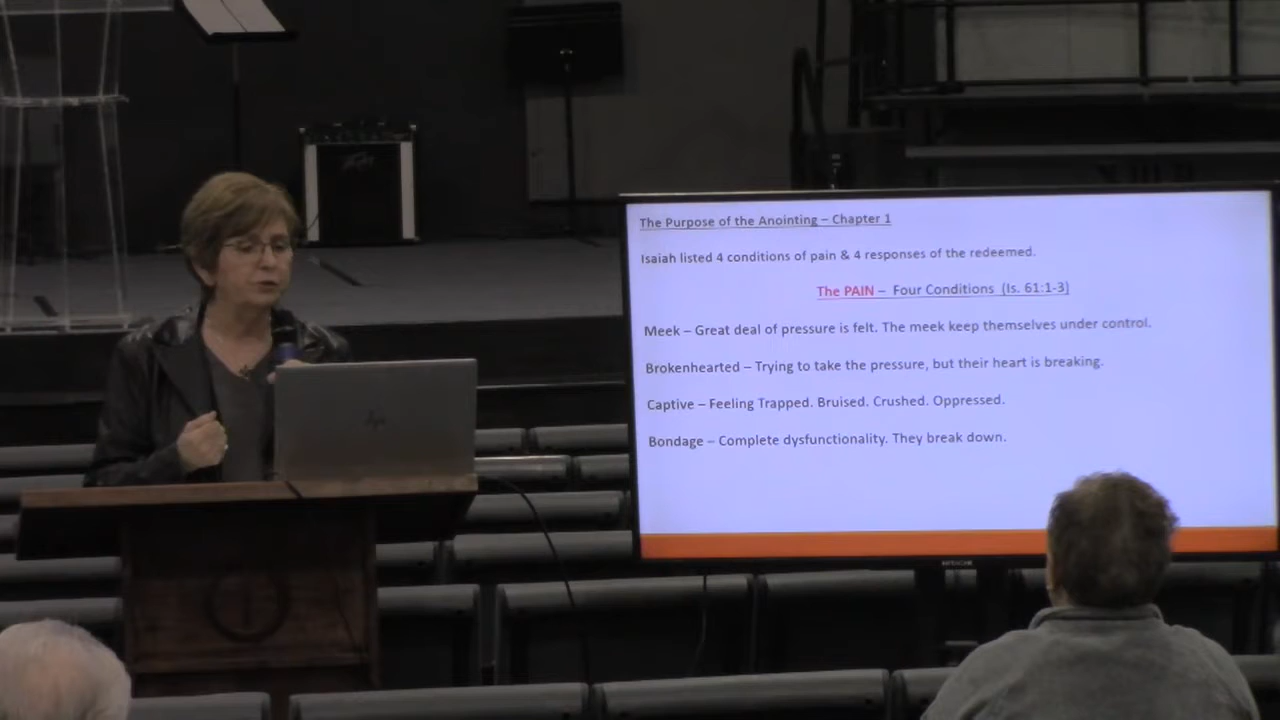 The Purpose of the Anointing – Chapter 1
Isaiah listed 4 conditions of pain & 4 responses of the redeemed.
The PAIN – Four Conditions (Is. 61:1-3)
Meek – Great deal of pressure is felt. The meek keep themselves under control.
Brokenhearted – Trying to take the pressure, but their heart is breaking.
Captive – Feeling Trapped. Bruised. Crushed. Oppressed.
Bondage – Complete dysfunctionality. They break down.
HITACHI
hp
Peavey